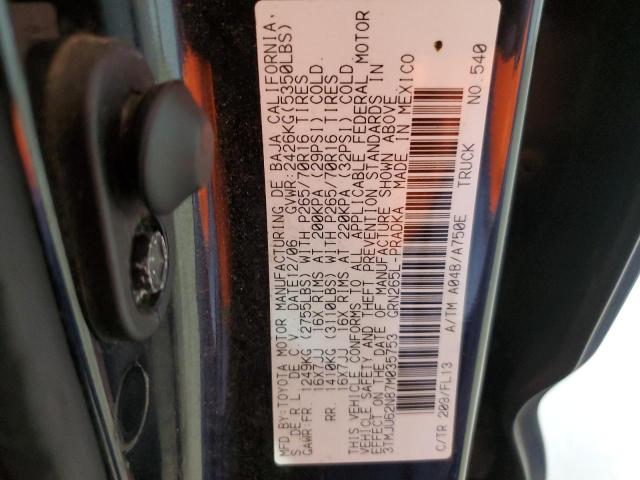 MFD.BY:TOYOTA MOTOR MANUFACTURING DE BAJA CALIFORNIA,
S. DE R.L. DE C.V. DATE:12/06 GVWR:2426KG(5350LBS)
GAWR FR. 1249KG (2755LBS) WITH P265/70R16 TIRES
16X7JJ 16X RIMS AT 200KPA (29PSI) COLD.
RR. 1410KG (3110LBS) WITH P265/70R16 TIRES
16X7JJ 16X RIMS AT 220KPA (32PSI) COLD.
THIS VEHICLE CONFORMS TO ALL APPLICABLE FEDERAL MOTOR
VEHICLE SAFETY AND THEFT PREVENTION STANDARDS IN
EFFECT ON THE DATE OF MANUFACTURE SHOWN ABOVE.
3TMJU62N87M035753 GRN265L-PRADKA MADE IN MEXICO
C/TR 209/FL13 A/TM A04B/A750E TRUCK NO.540